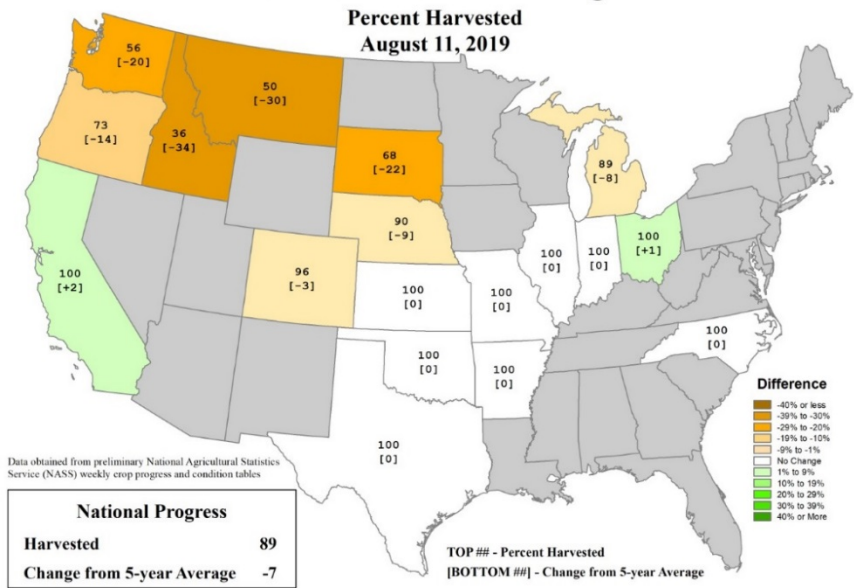 Percent Harvested
August 11, 2019
56
[-20]
50
[-30]
73
[-14]
36
[-34]
68
[-22]
89
[-8]
90
[-9]
100
[+2]
96
[-3]
100
[0]
100
[0]
100
[0]
100
[0]
100
[+1]
100
[0]
100
[0]
100
[0]
100
[0]
Data obtained from preliminary National Agricultural Statistics
Service (NASS) weekly crop progress and condition tables
National Progress
Harvested 89
Change from 5-year Average -7
TOP ## - Percent Harvested
[BOTTOM ##] - Change from 5-year Average
Difference
-40% or less
-39% to -30%
-29% to -20%
-19% to -10%
-9% to -1%
No Change
1% to 9%
10% to 19%
20% to 29%
30% to 39%
40% or More